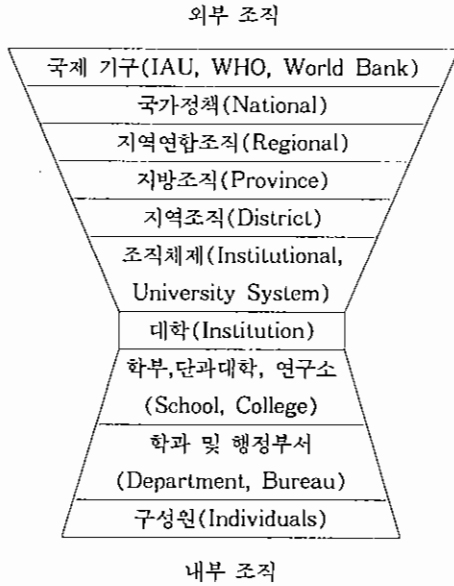 외부 조직
국제 기구(IAU, WHO, World Bank)
국가정책(National)
지역연합조직(Regional)
지방조직(Province)
지역조직(District)
조직체제(Institutional,
University System)
대학(Institution)
학부,단과대학, 연구소
(School, College)
학과 및 행정부서
(Department, Bureau)
구성원(Individuals)
내부 조직